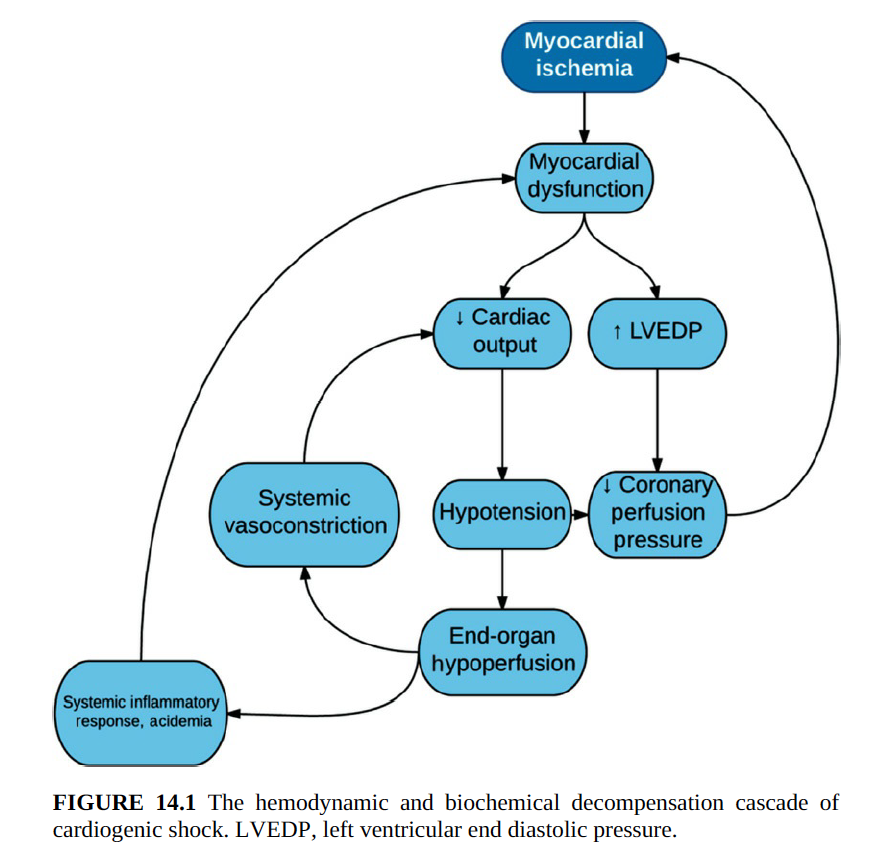 Myocardial
ischemia
Myocardial
dysfunction
↓ Cardiac
output
↑ LVEDP
Systemic
vasoconstriction
Hypotension
↓ Coronary
perfusion
pressure
End-organ
hypoperfusion
Systemic inflammatory
response, acidemia
FIGURE 14.1 The hemodynamic and biochemical decompensation cascade of
cardiogenic shock. LVEDP, left ventricular end diastolic pressure.